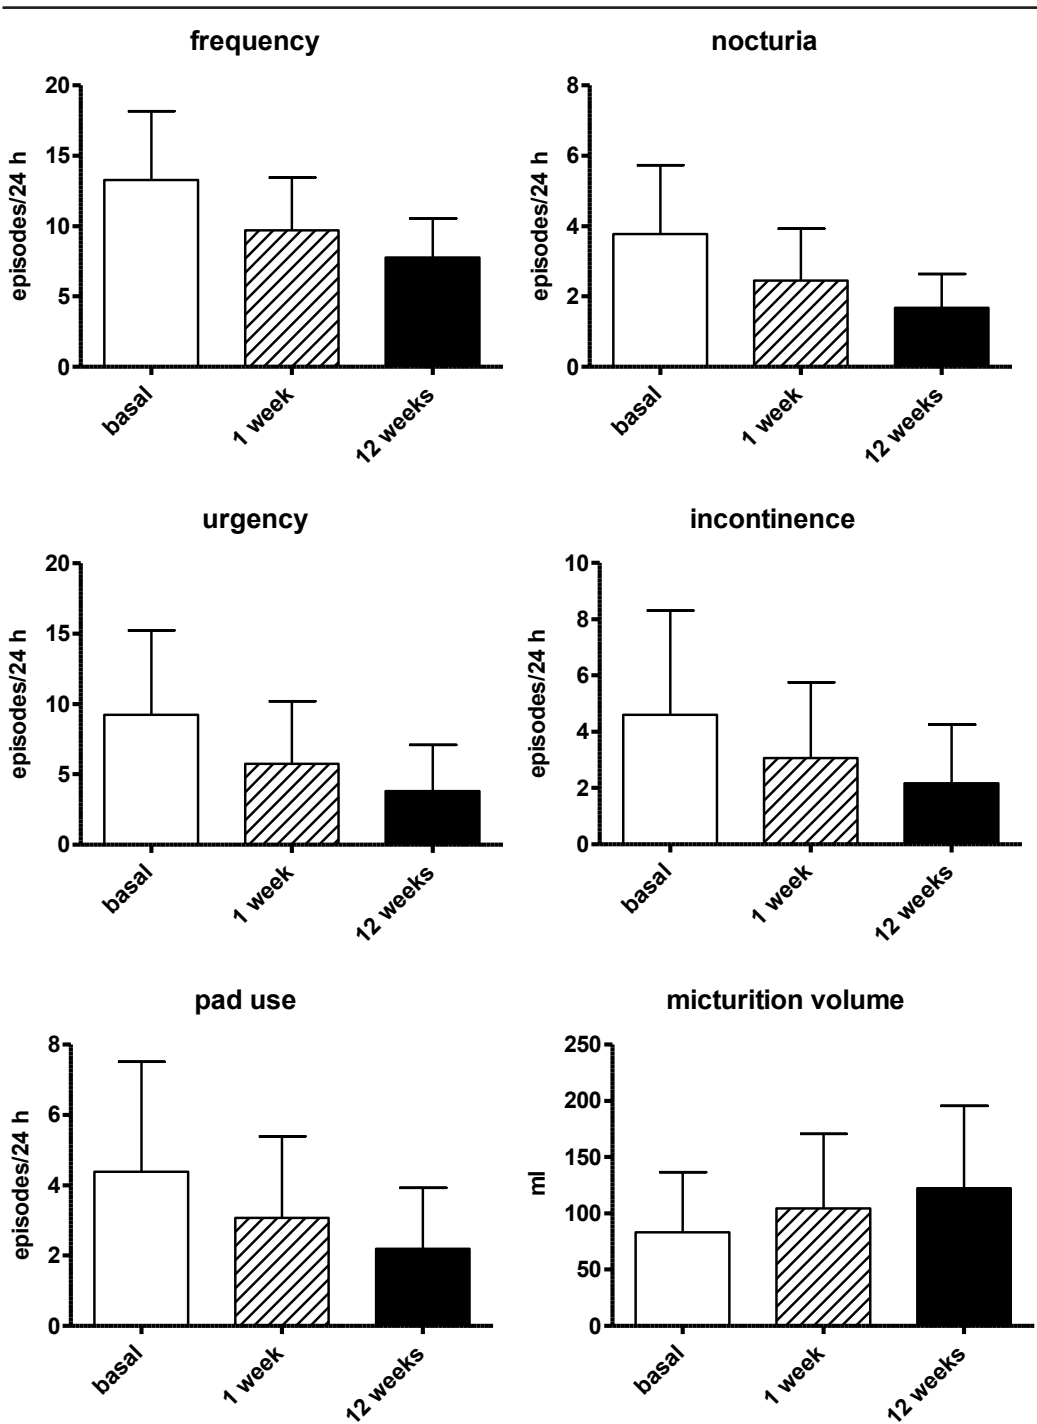 frequency
episodes/24 h
20
15
10
5
0
basal
1 week
12 weeks
nocturia
episodes/24 h
8
6
4
2
0
basal
1 week
12 weeks
urgency
episodes/24 h
20
15
10
5
0
basal
1 week
12 weeks
incontinence
episodes/24 h
10
8
6
4
2
0
basal
1 week
12 weeks
pad use
episodes/24 h
8
6
4
2
0
basal
1 week
12 weeks
micturition volume
ml
250
200
150
100
50
0
basal
1 week
12 weeks